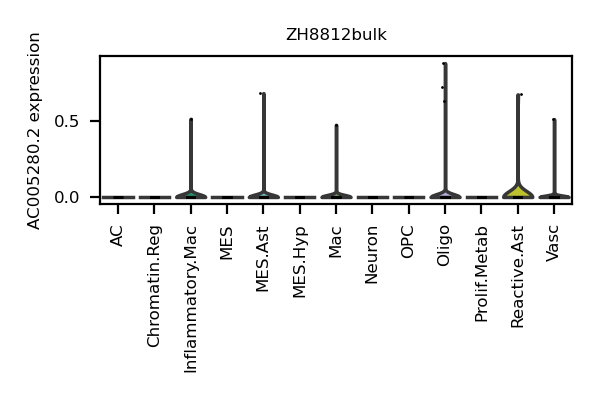 ZH8812bulk
AC005280.2 expression
0.5
0.0
AC
Chromatin.Reg
Inflammatory.Mac
MES
MES.Ast
MES.Hyp
Mac
Neuron
OPC
Oligo
Prolif.Metab
Reactive.Ast
Vasc